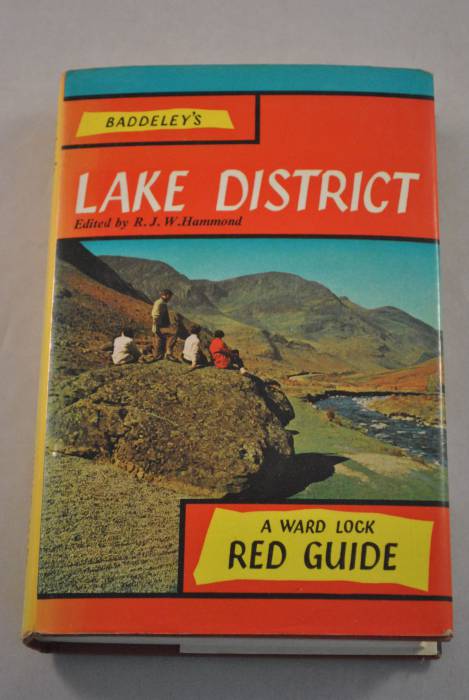 BADDELEY'S
LAKE DISTRICT
Edited by R. J. W. Hammond
A WARD LOCK
RED GUIDE